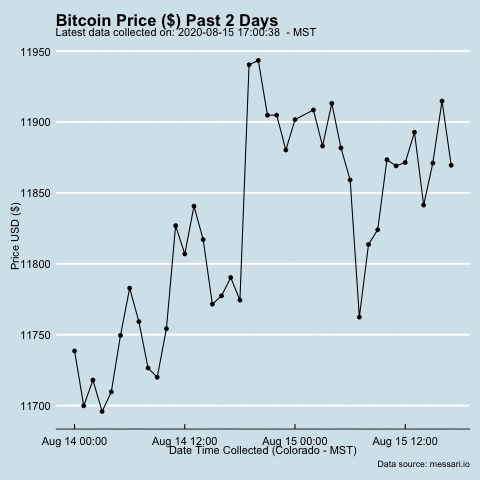 Bitcoin Price ($) Past 2 Days
Latest data collected on: 2020-08-15 17:00:38 - MST
11950
11900
11850
11800
11750
11700
Price USD ($)
Aug 14 00:00 Aug 14 12:00 Aug 15 00:00 Aug 15 12:00
Date Time Collected (Colorado - MST)
Data source: messari.io